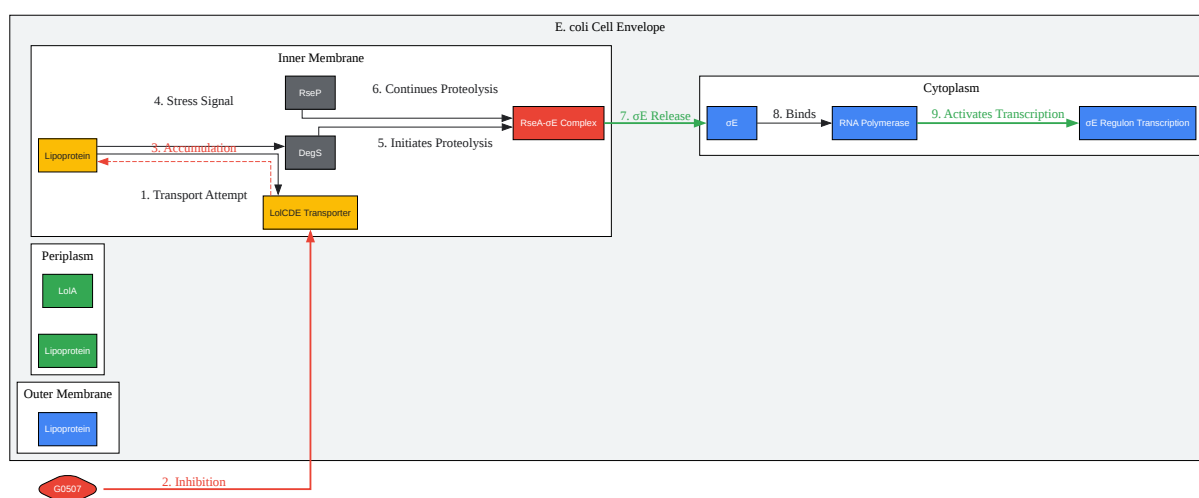 E. coli Cell Envelope
Inner Membrane
RseP
4. Stress Signal
6. Continues Proteolysis
RseA-σE Complex
7. σE Release
Cytoplasm
σE
8. Binds
RNA Polymerase
9. Activates Transcription
σE Regulon Transcription
Lipoprotein
3. Accumulation
DegS
5. Initiates Proteolysis
1. Transport Attempt
LolCDE Transporter
Periplasm
LolA
Lipoprotein
Outer Membrane
Lipoprotein
G0507
2. Inhibition